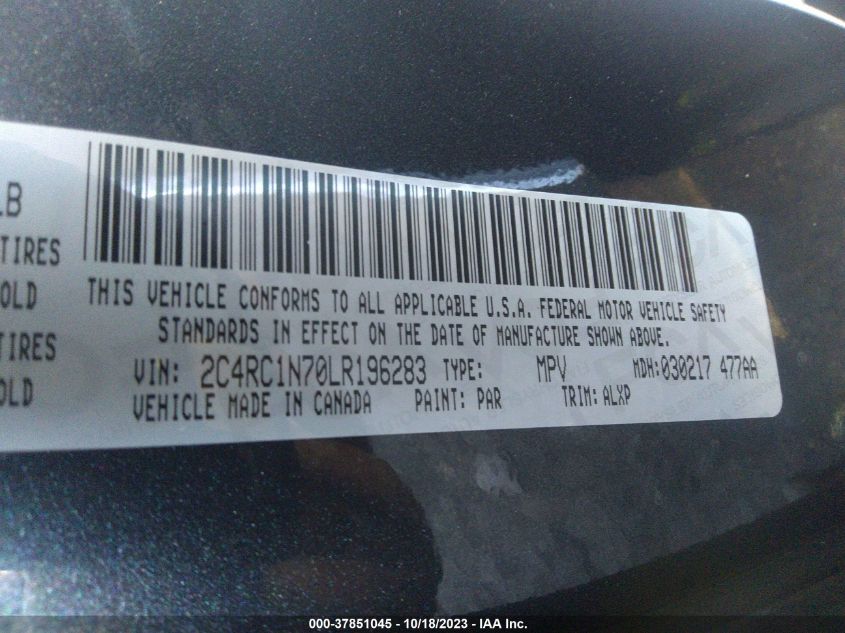 LB
TIRES
OLD
TIRES
OLD
THIS VEHICLE CONFORMS TO ALL APPLICABLE U.S.A. FEDERAL MOTOR VEHICLE SAFETY
STANDARDS IN EFFECT ON THE DATE OF MANUFACTURE SHOWN ABOVE.
VIN: 2C4RC1N70LR196283 TYPE: MPV MDH:030217 477AA
VEHICLE MADE IN CANADA PAINT: PAR TRIM: ALXP
000-37851045 - 10/18/2023 - IAA Inc.